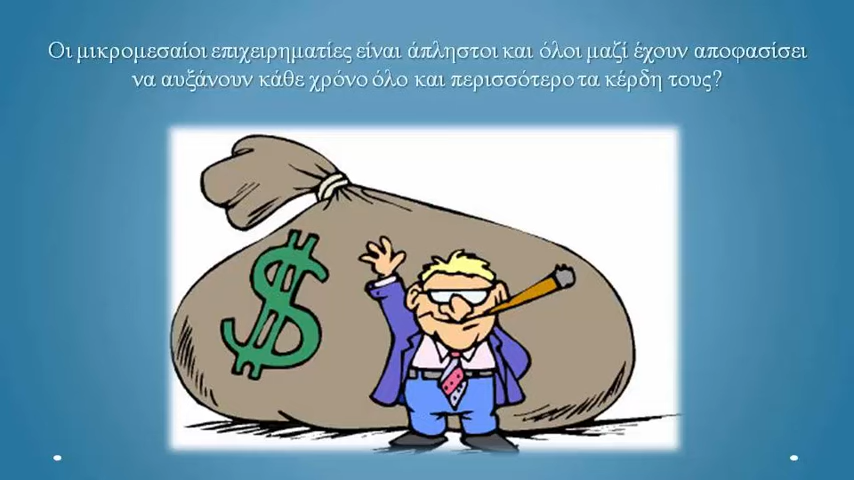 Οι μικρομεσαίοι επιχειρηματίες είναι άπληστοι και όλοι μαζί έχουν αποφασίσει
να αυξάνουν κάθε χρόνο όλο και περισσότερο τα κέρδη τους?
$